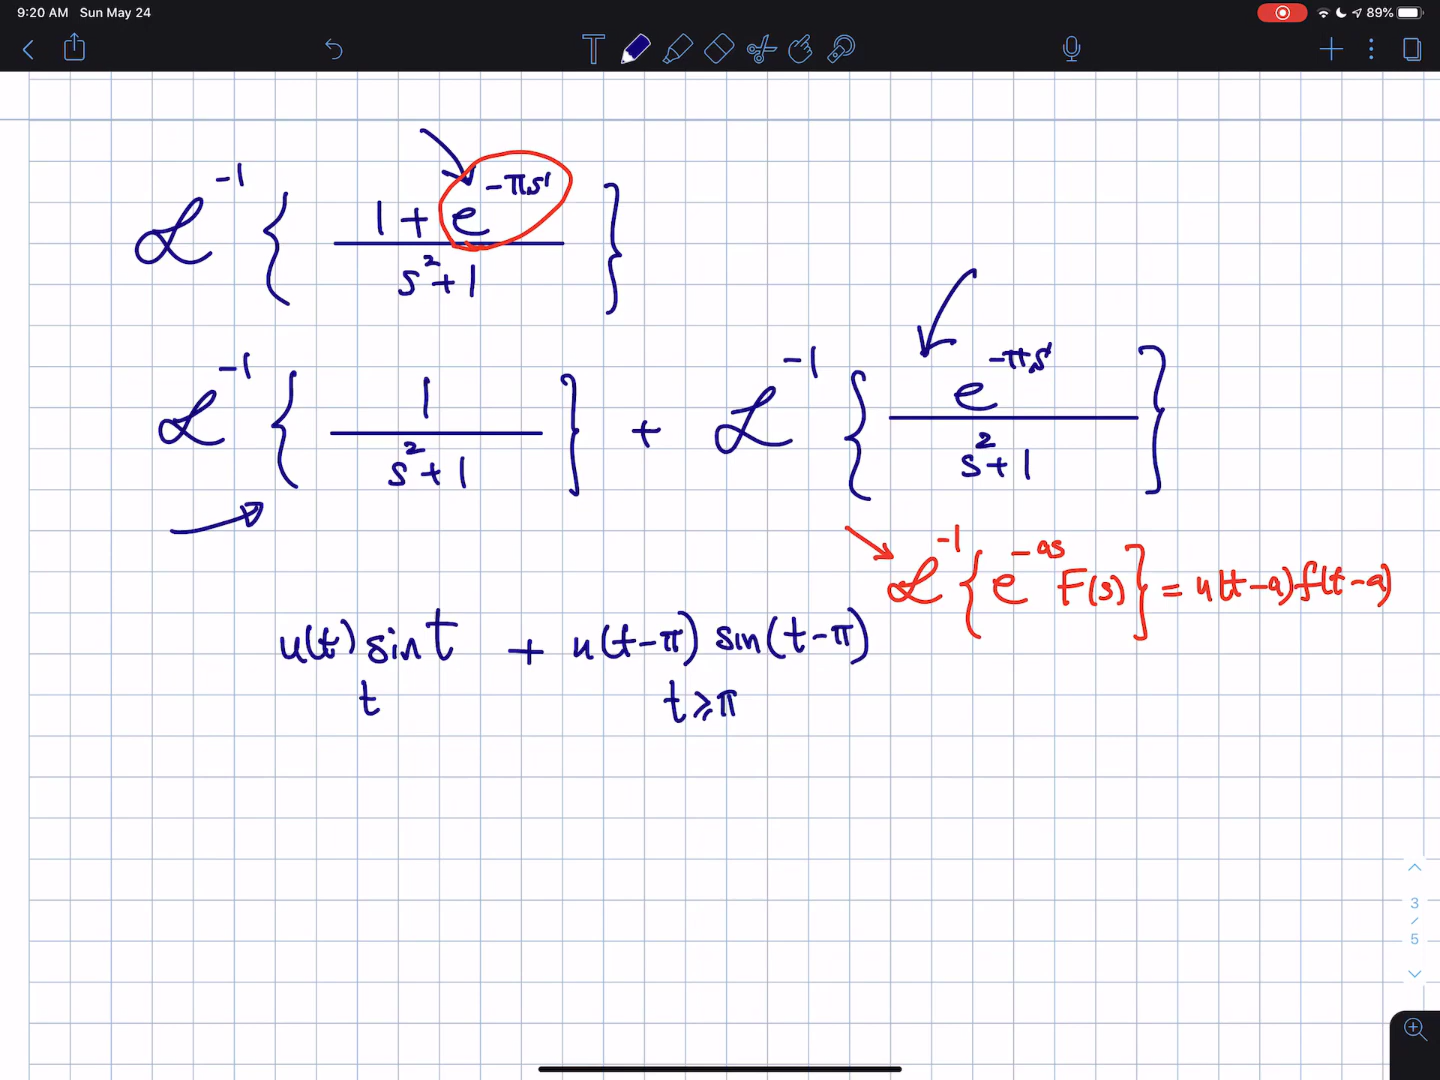 9:20 AM Sun May 24
89%
T
ℒ⁻¹ { (1 + e^(-πs)) / (s² + 1) }
ℒ⁻¹ { 1 / (s² + 1) } + ℒ⁻¹ { e^(-πs) / (s² + 1) }
ℒ⁻¹ { e^(-as) F(s) } = u(t-a) f(t-a)
u(t) sin t + u(t-π) sin(t-π)
t t ⩾ π
3
/
5